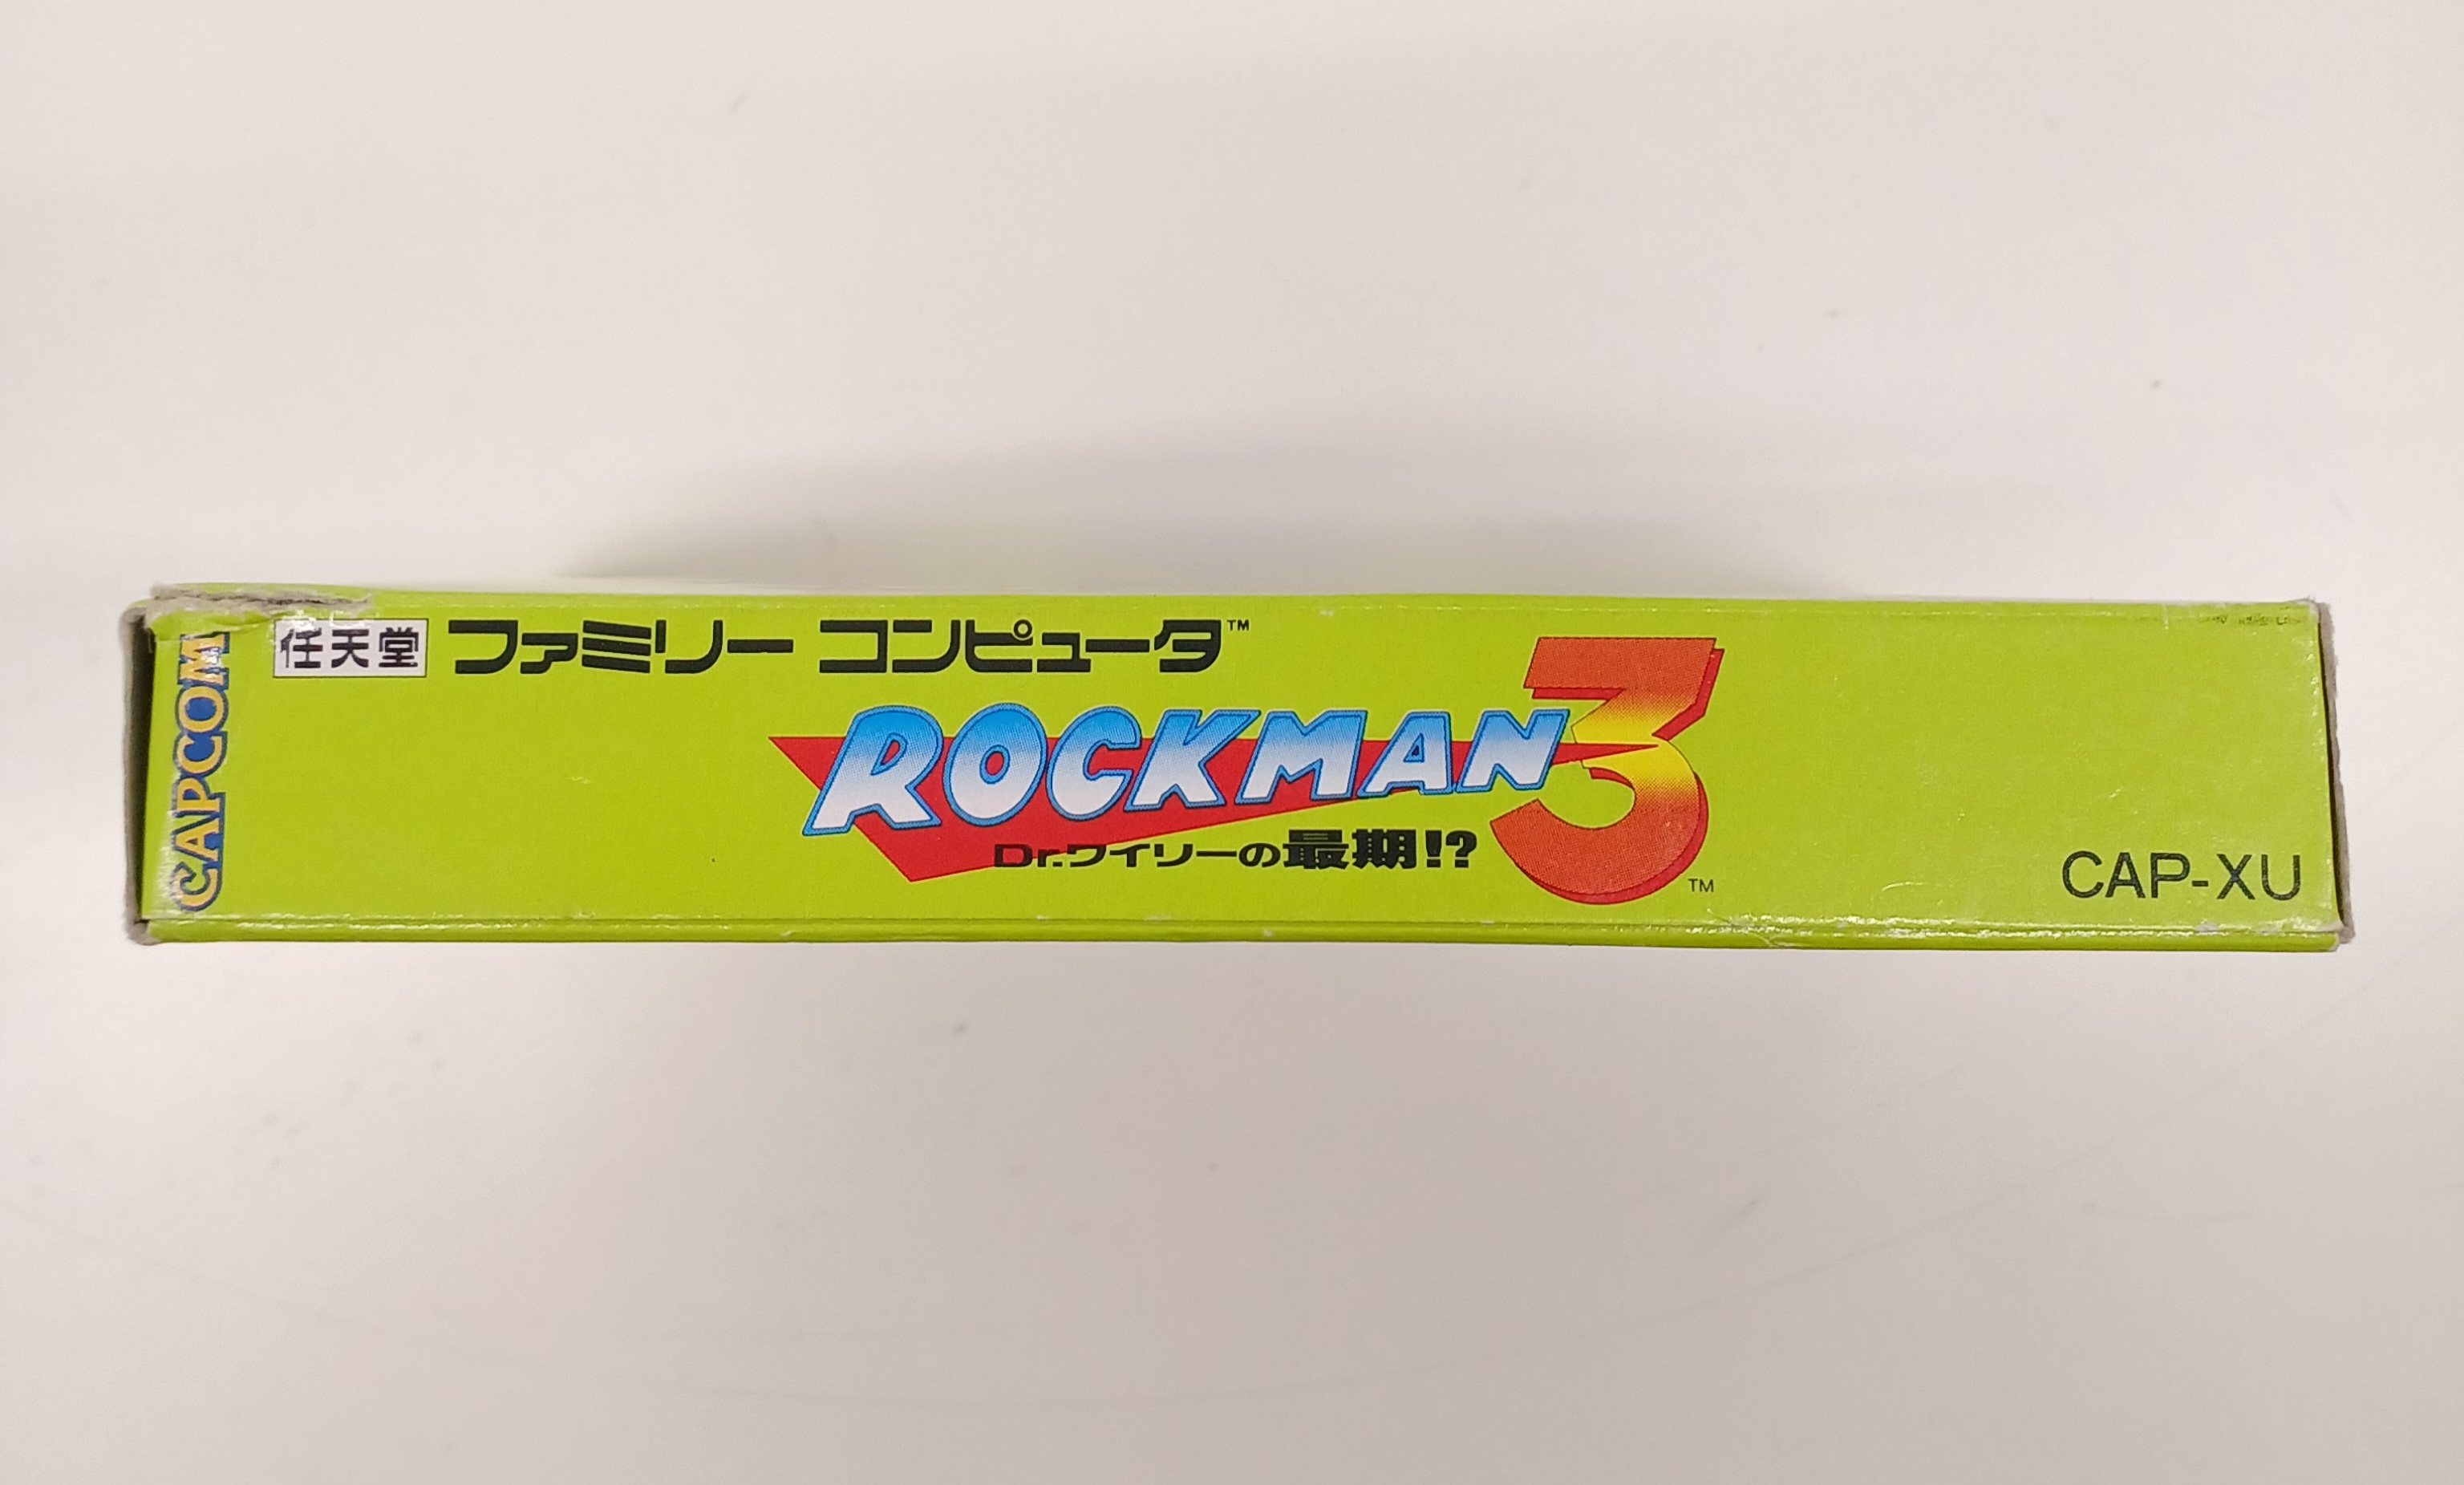 CAPCOM
任天堂 ファミリー コンピュータ™
ROCKMAN 3
Dr.ワイリーの最期!?
TM
CAP-XU